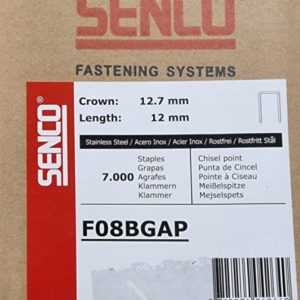 SENCO
FASTENING SYSTEMS
SENCO®
Crown: 12.7 mm
Length: 12 mm
Stainless Steel / Acero Inox / Acier Inox / Rostfrei / Rostfritt Stål
7.000
Staples
Grapas
Agrafes
Klammern
Klammer
Chisel point
Punta de Cincel
Pointe à Ciseau
Meißelspitze
Mejselspets
F08BGAP